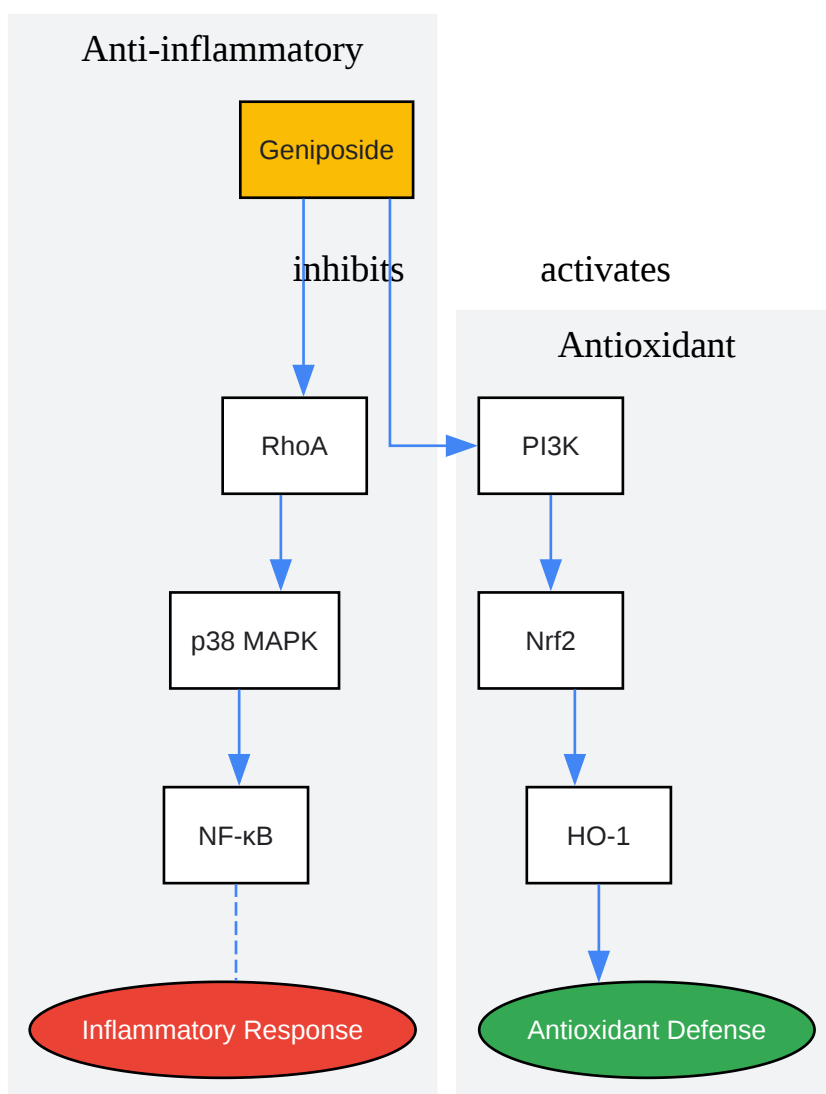 Anti-inflammatory
Geniposide
inhibits
activates
Antioxidant
RhoA
PI3K
p38 MAPK
Nrf2
NF-κB
HO-1
Inflammatory Response
Antioxidant Defense